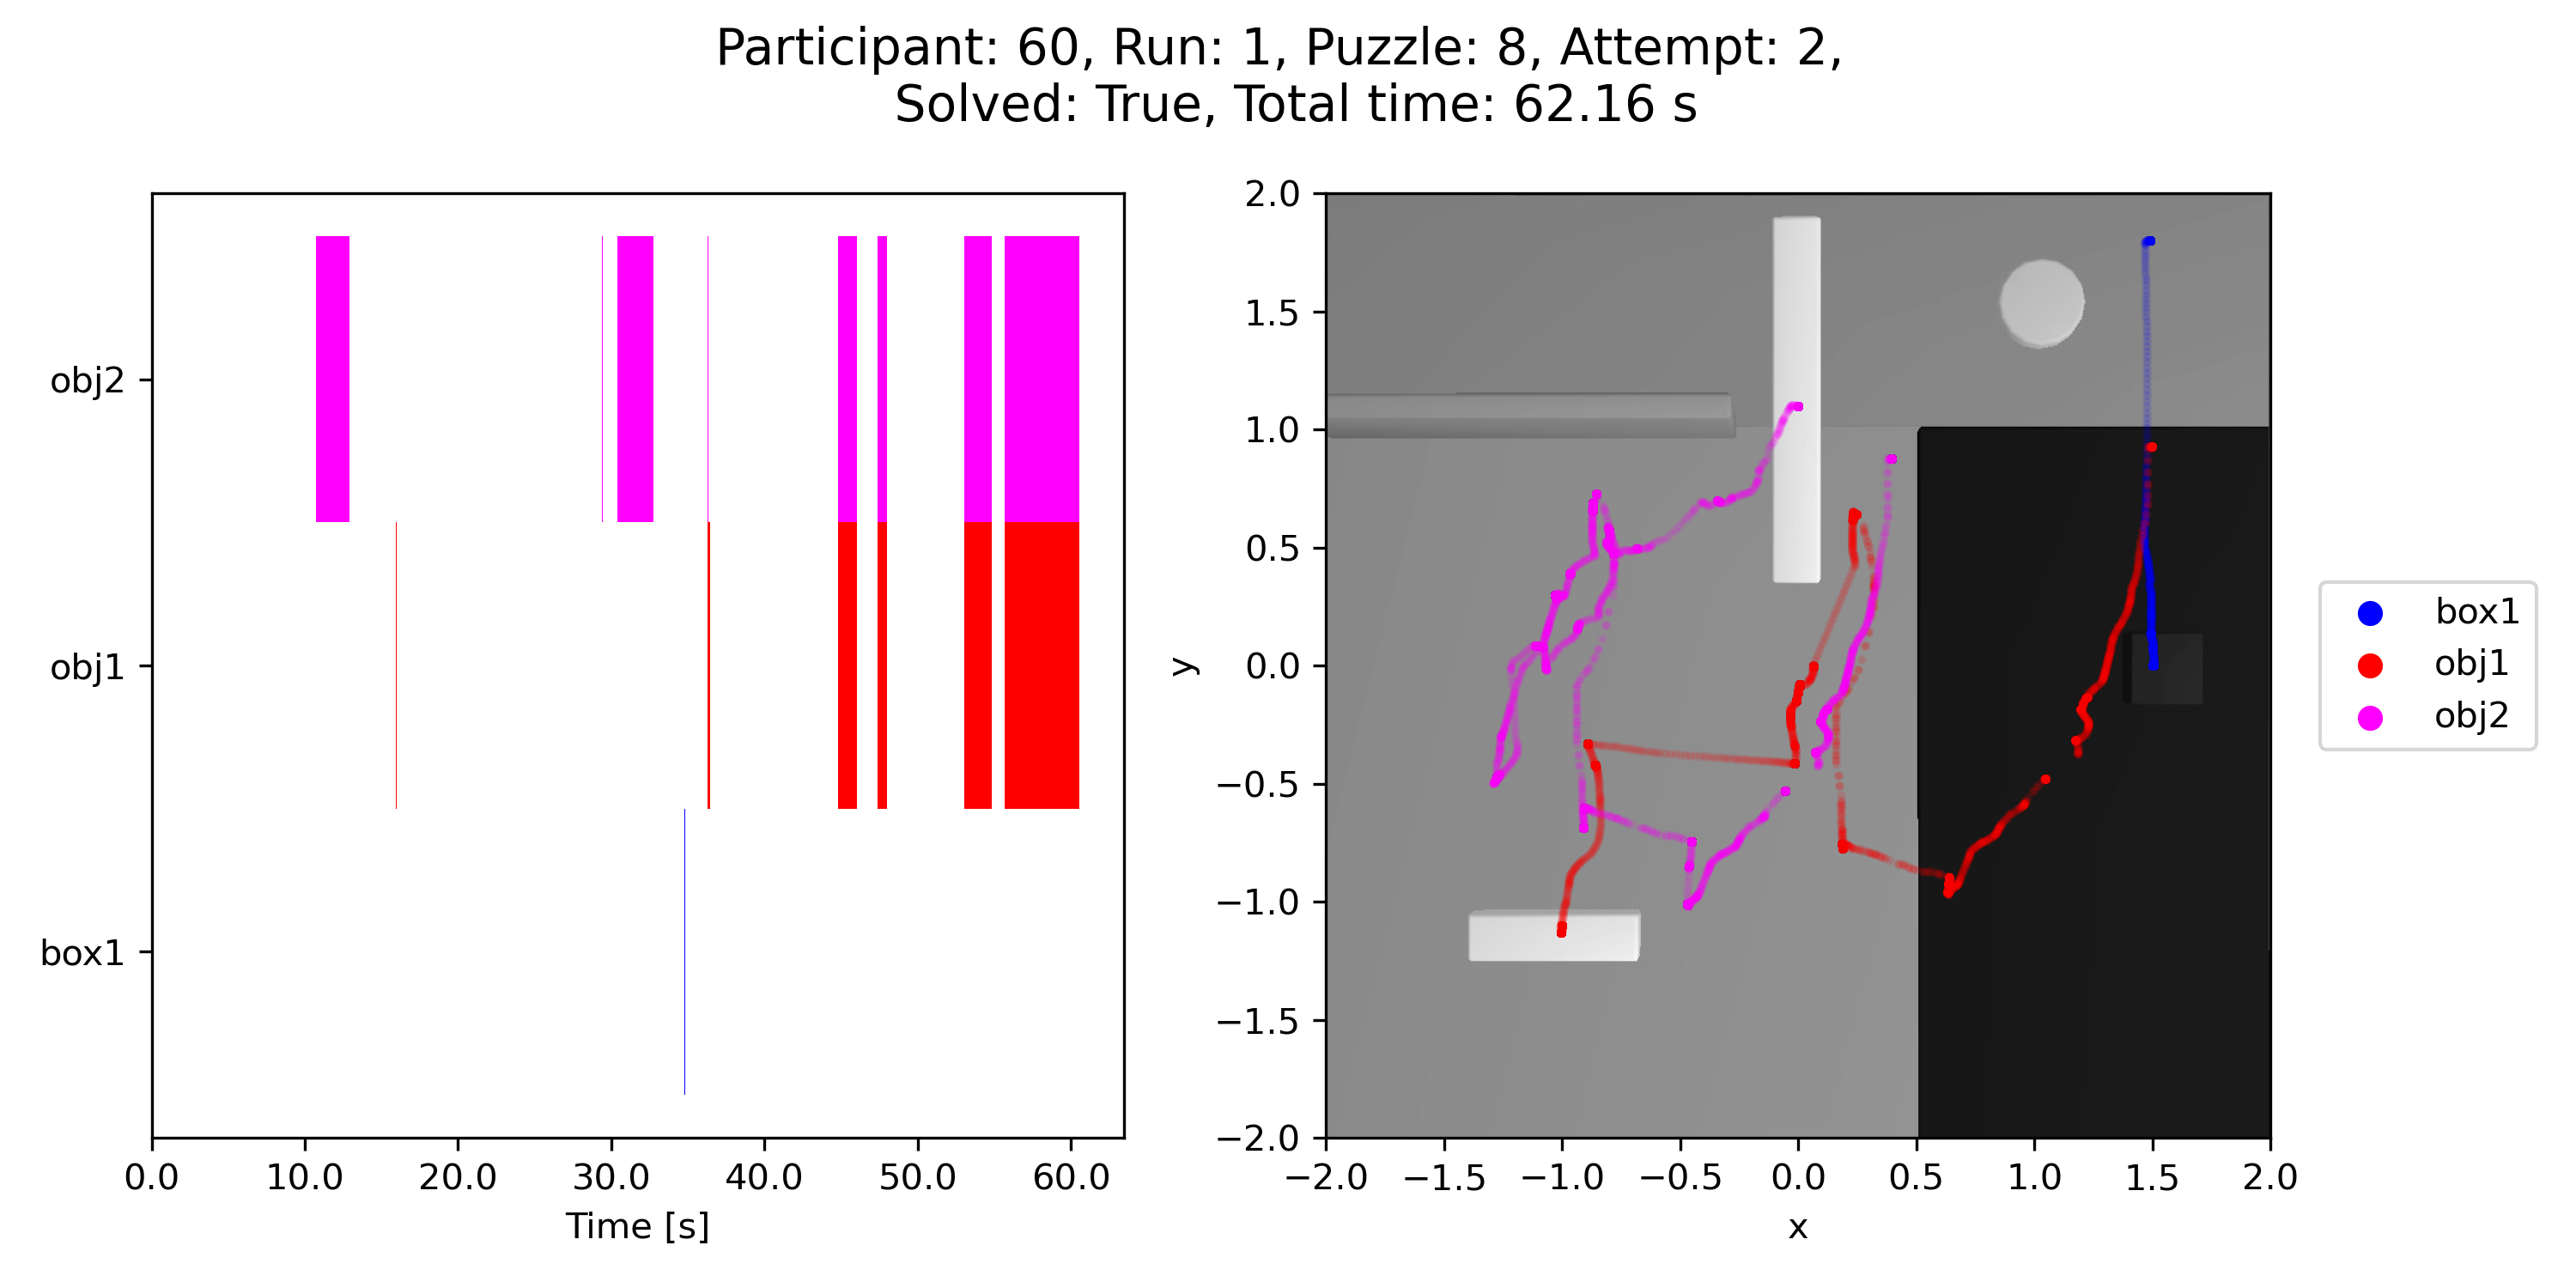 Participant: 60, Run: 1, Puzzle: 8, Attempt: 2,
Solved: True, Total time: 62.16 s
obj2
obj1
box1
0.0 10.0 20.0 30.0 40.0 50.0 60.0
Time [s]
2.0
1.5
1.0
0.5
0.0
−0.5
−1.0
−1.5
−2.0
y
−2.0 −1.5 −1.0 −0.5 0.0 0.5 1.0 1.5 2.0
x
box1
obj1
obj2